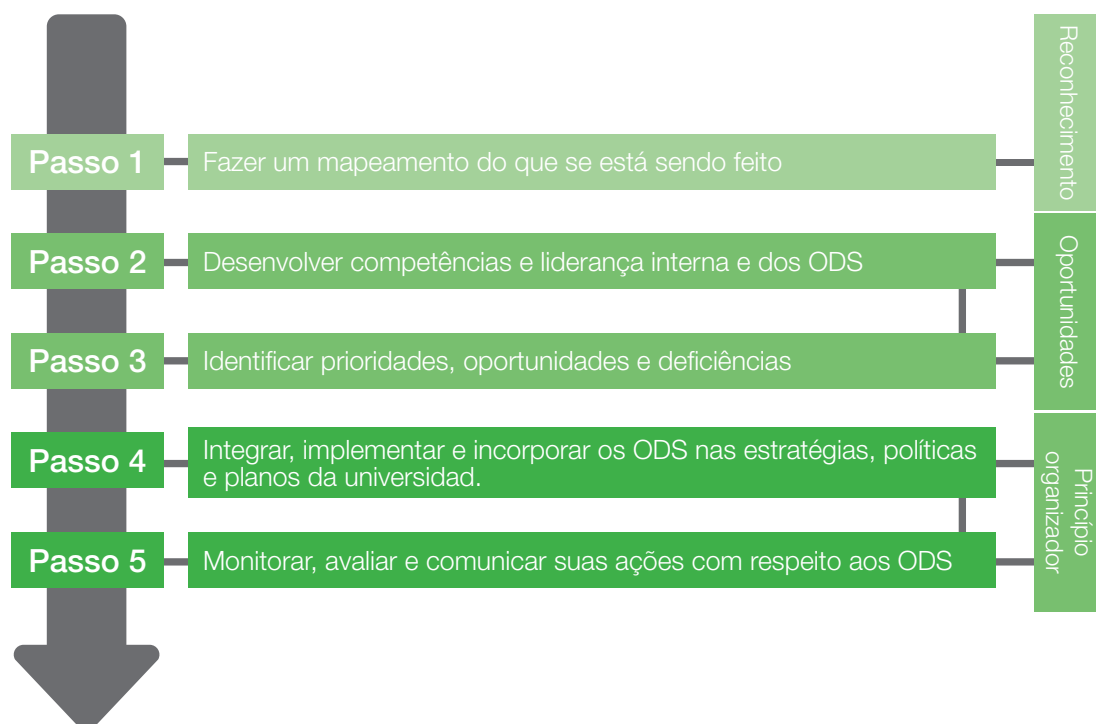 Reconhecimento
Passo 1
Fazer um mapeamento do que se está sendo feito
Oportunidades
Passo 2
Desenvolver competências e liderança interna e dos ODS
Passo 3
Identificar prioridades, oportunidades e deficiências
Princípio
organizador
Passo 4
Integrar, implementar e incorporar os ODS nas estratégias, políticas
e planos da universidad.
Passo 5
Monitorar, avaliar e comunicar suas ações com respeito aos ODS